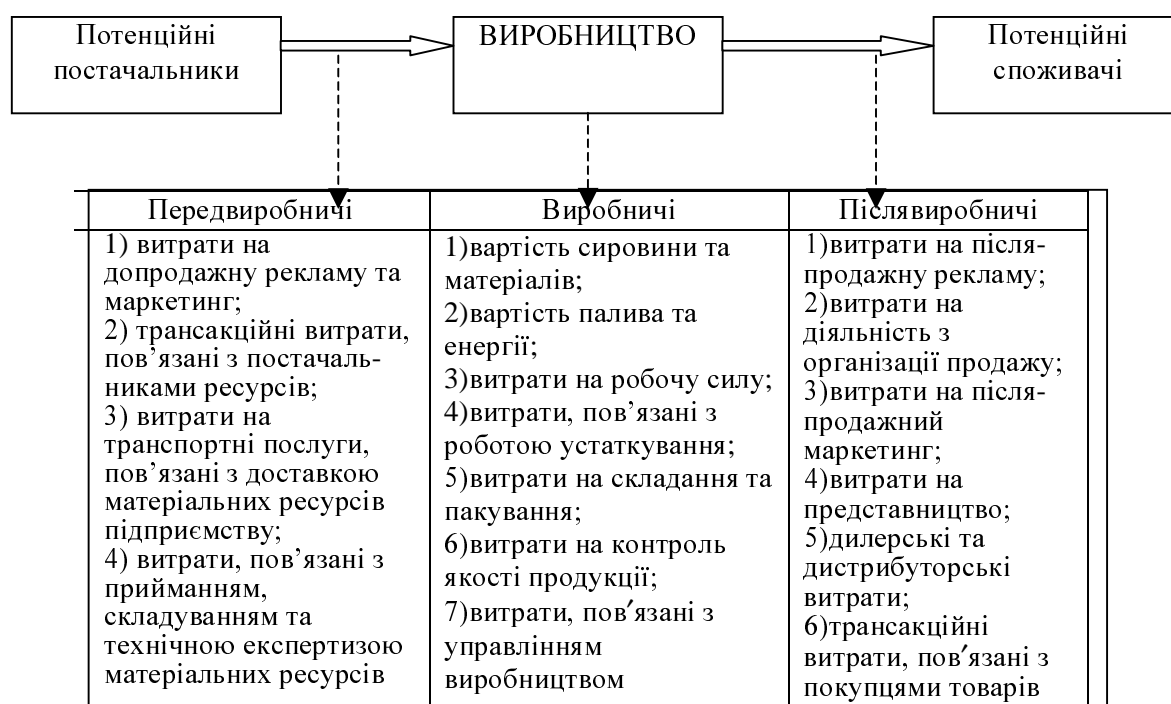 Потенційні
постачальники
ВИРОБНИЦТВО
Потенційні
споживачі
Передвиробничі
1) витрати на
допродажну рекламу та
маркетинг;
2) трансакційні витрати,
пов’язані з постачаль-
никами ресурсів;
3) витрати на
транспортні послуги,
пов’язані з доставкою
матеріальних ресурсів
підприємству;
4) витрати, пов’язані з
прийманням,
складуванням та
технічною експертизою
матеріальних ресурсів
Виробничі
1)вартість сировини та
матеріалів;
2)вартість палива та
енергії;
3)витрати на робочу силу;
4)витрати, пов’язані з
роботою устаткування;
5)витрати на складання та
пакування;
6)витрати на контроль
якості продукції;
7)витрати, пов′язані з
управлінням
виробництвом
Післявиробничі
1)витрати на після-
продажну рекламу;
2)витрати на
діяльність з
організації продажу;
3)витрати на після-
продажний
маркетинг;
4)витрати на
представництво;
5)дилерські та
дистрибуторські
витрати;
6)трансакційні
витрати, пов′язані з
покупцями товарів